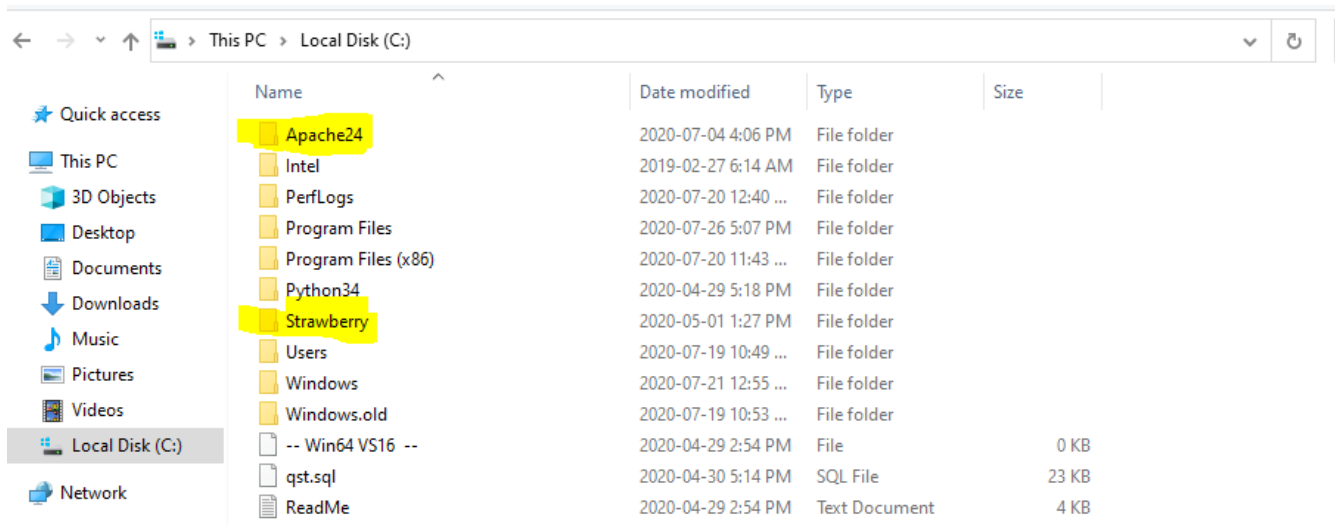 This PC > Local Disk (C:)
Name Date modified Type Size
Quick access
This PC
3D Objects
Desktop
Documents
Downloads
Music
Pictures
Videos
Local Disk (C:)
Network
Apache24 2020-07-04 4:06 PM File folder
Intel 2019-02-27 6:14 AM File folder
PerfLogs 2020-07-20 12:40 ... File folder
Program Files 2020-07-26 5:07 PM File folder
Program Files (x86) 2020-07-20 11:43 ... File folder
Python34 2020-04-29 5:18 PM File folder
Strawberry 2020-05-01 1:27 PM File folder
Users 2020-07-19 10:49 ... File folder
Windows 2020-07-21 12:55 ... File folder
Windows.old 2020-07-19 10:53 ... File folder
-- Win64 VS16 -- 2020-04-29 2:54 PM File 0 KB
qst.sql 2020-04-30 5:14 PM SQL File 23 KB
ReadMe 2020-04-29 2:54 PM Text Document 4 KB